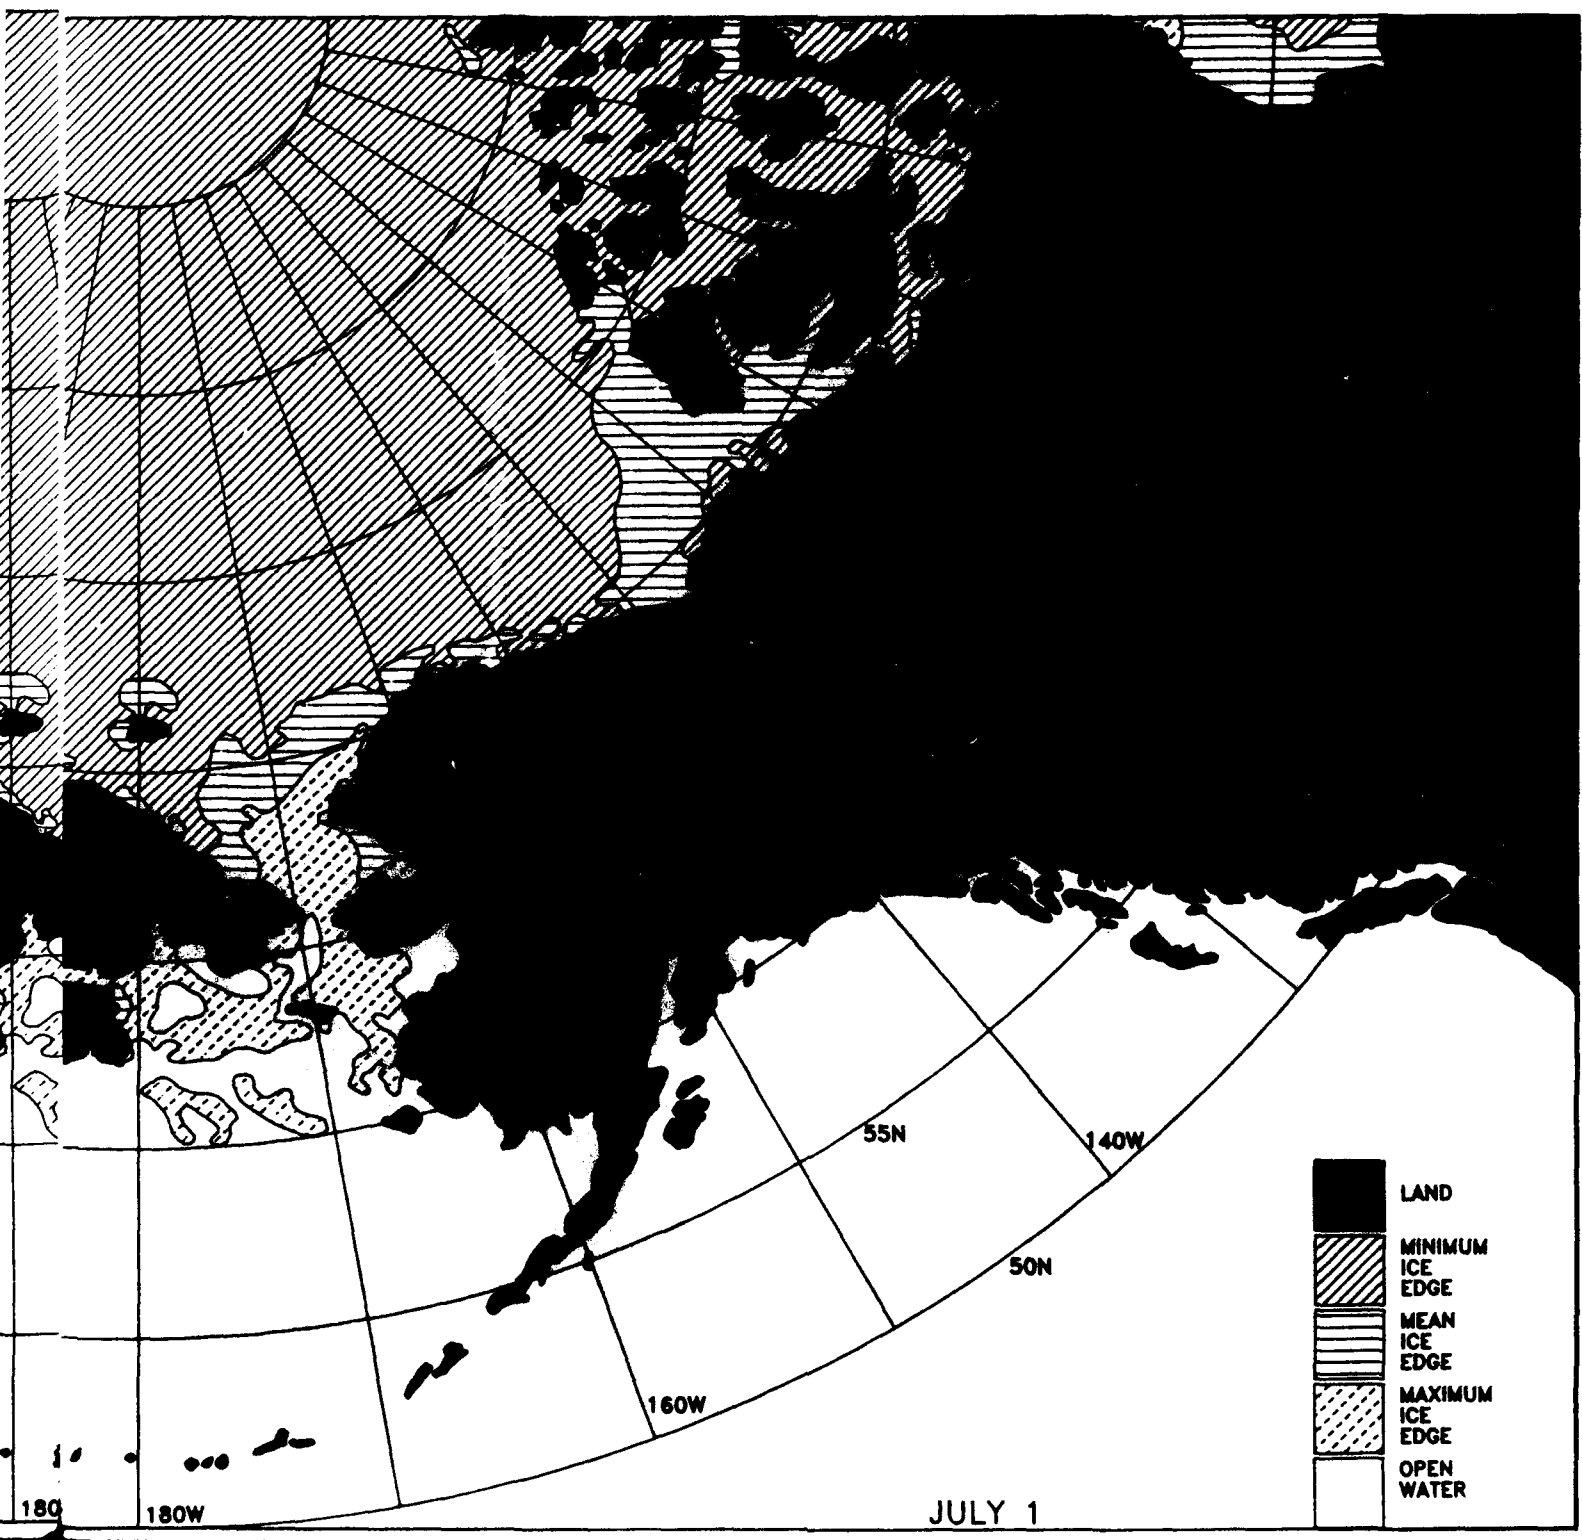 55N
140W
LAND
MINIMUM
ICE
EDGE
50N
MEAN
ICE
EDGE
MAXIMUM
ICE
EDGE
160W
OPEN
WATER
180
180W
JULY 1